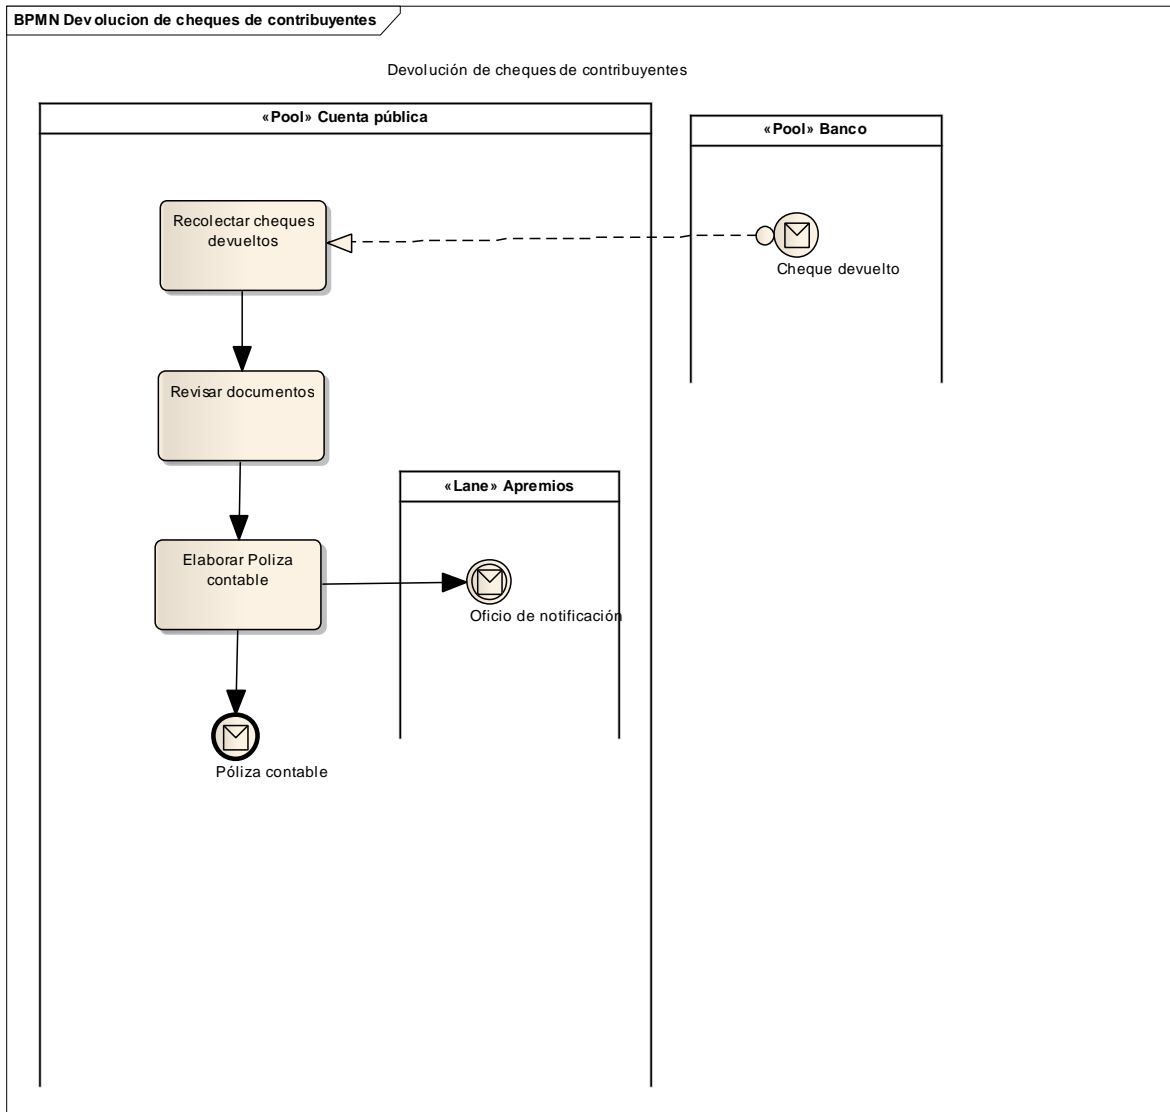 BPMN Devolucion de cheques de contribuyentes
Devolución de cheques de contribuyentes
«Pool» Cuenta pública
«Pool» Banco
Recolectar cheques
devueltos
Cheque devuelto
Revisar documentos
«Lane» Apremios
Elaborar Poliza
contable
Oficio de notificación
Póliza contable